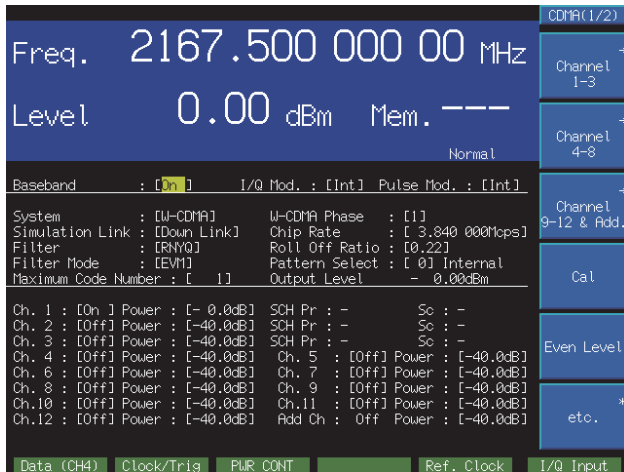 CDMA(1/2)
Freq. 2167.500 000 00 MHz
Level 0.00 dBm Mem. ---
Normal
Baseband : [On ] I/Q Mod. : [Int] Pulse Mod. : [Int]
System : [W-CDMA] W-CDMA Phase : [1]
Simulation Link : [Down Link] Chip Rate : [ 3.840 000Mcps]
Filter : [RNYQ] Roll Off Ratio : [0.22]
Filter Mode : [EVM] Pattern Select : [ 0] Internal
Maximum Code Number : [ 1] Output Level - 0.00dBm
Ch. 1 : [On ] Power : [- 0.0dB] SCH Pr : - Sc : -
Ch. 2 : [Off] Power : [-40.0dB] SCH Pr : - Sc : -
Ch. 3 : [Off] Power : [-40.0dB] SCH Pr : - Sc : -
Ch. 4 : [Off] Power : [-40.0dB] Ch. 5 : [Off] Power : [-40.0dB]
Ch. 6 : [Off] Power : [-40.0dB] Ch. 7 : [Off] Power : [-40.0dB]
Ch. 8 : [Off] Power : [-40.0dB] Ch. 9 : [Off] Power : [-40.0dB]
Ch.10 : [Off] Power : [-40.0dB] Ch.11 : [Off] Power : [-40.0dB]
Ch.12 : [Off] Power : [-40.0dB] Add Ch : Off Power : [-40.0dB]
→
Channel
1-3
→
Channel
4-8
→
Channel
9-12 & Add.
Cal
Even Level
*
etc.
Data (CH4) Clock/Trig PWR CONT Ref. Clock I/Q Input